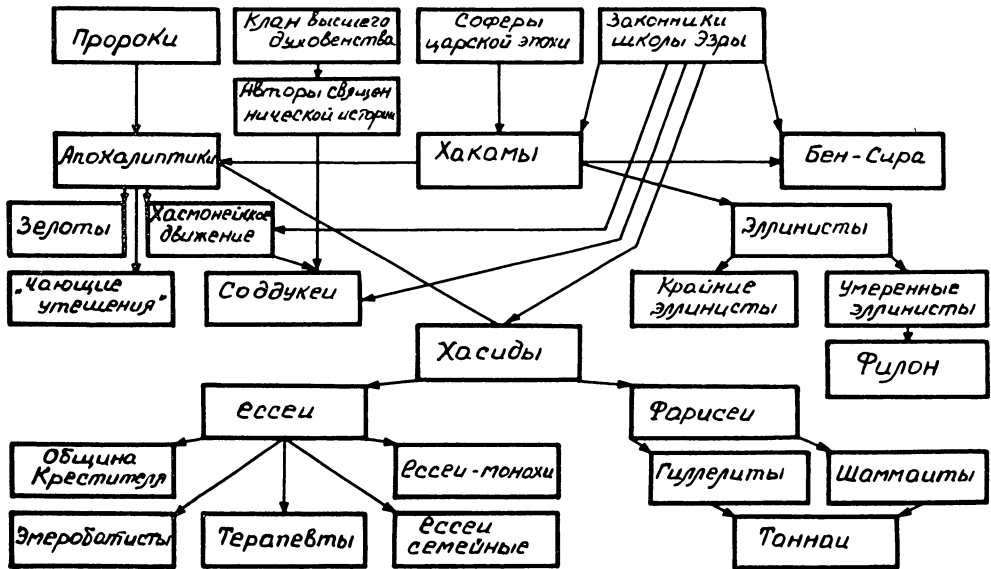 Пророки
Клан высшего
духовенства
Соферы
царской эпохи
Законники
школы Эзры
Авторы священ
нической истории
Апокалиптики
Хакамы
Бен-Сира
Зелоты
Хасмонейское
движение
Эллинисты
„Чающие
утешения"
Соддукеи
Крайние
эллинисты
Умеренные
эллинисты
Хасиды
Филон
Ессеи
Фарисеи
Община
Крестителя
Ессеи-монахи
Гиллелиты
Шаммаиты
Эмеробатисты
Терапевты
Ессеи
семейные
Таннаи